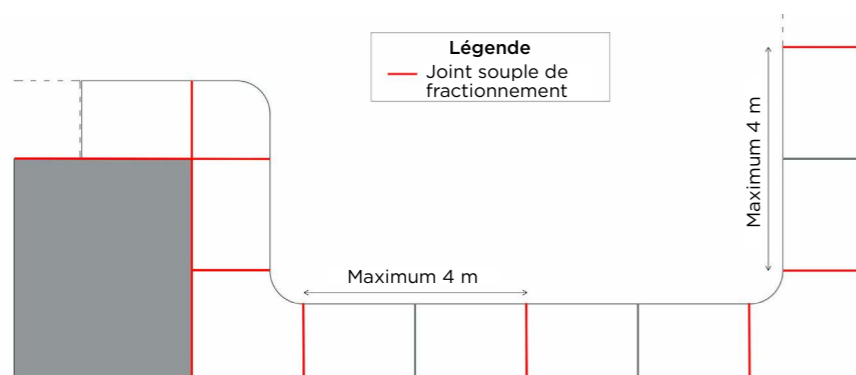 Légende
Joint souple de
fractionnement
Maximum 4 m
Maximum 4 m